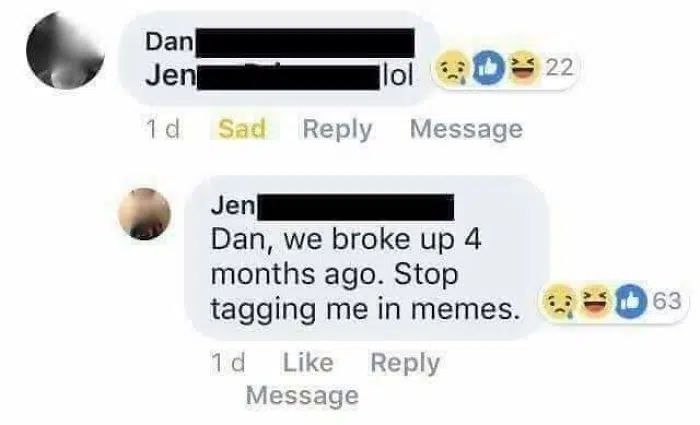 Dan
Jen lol
22
1 d Sad Reply Message
Jen
Dan, we broke up 4
months ago. Stop
tagging me in memes.
63
1 d Like Reply
Message